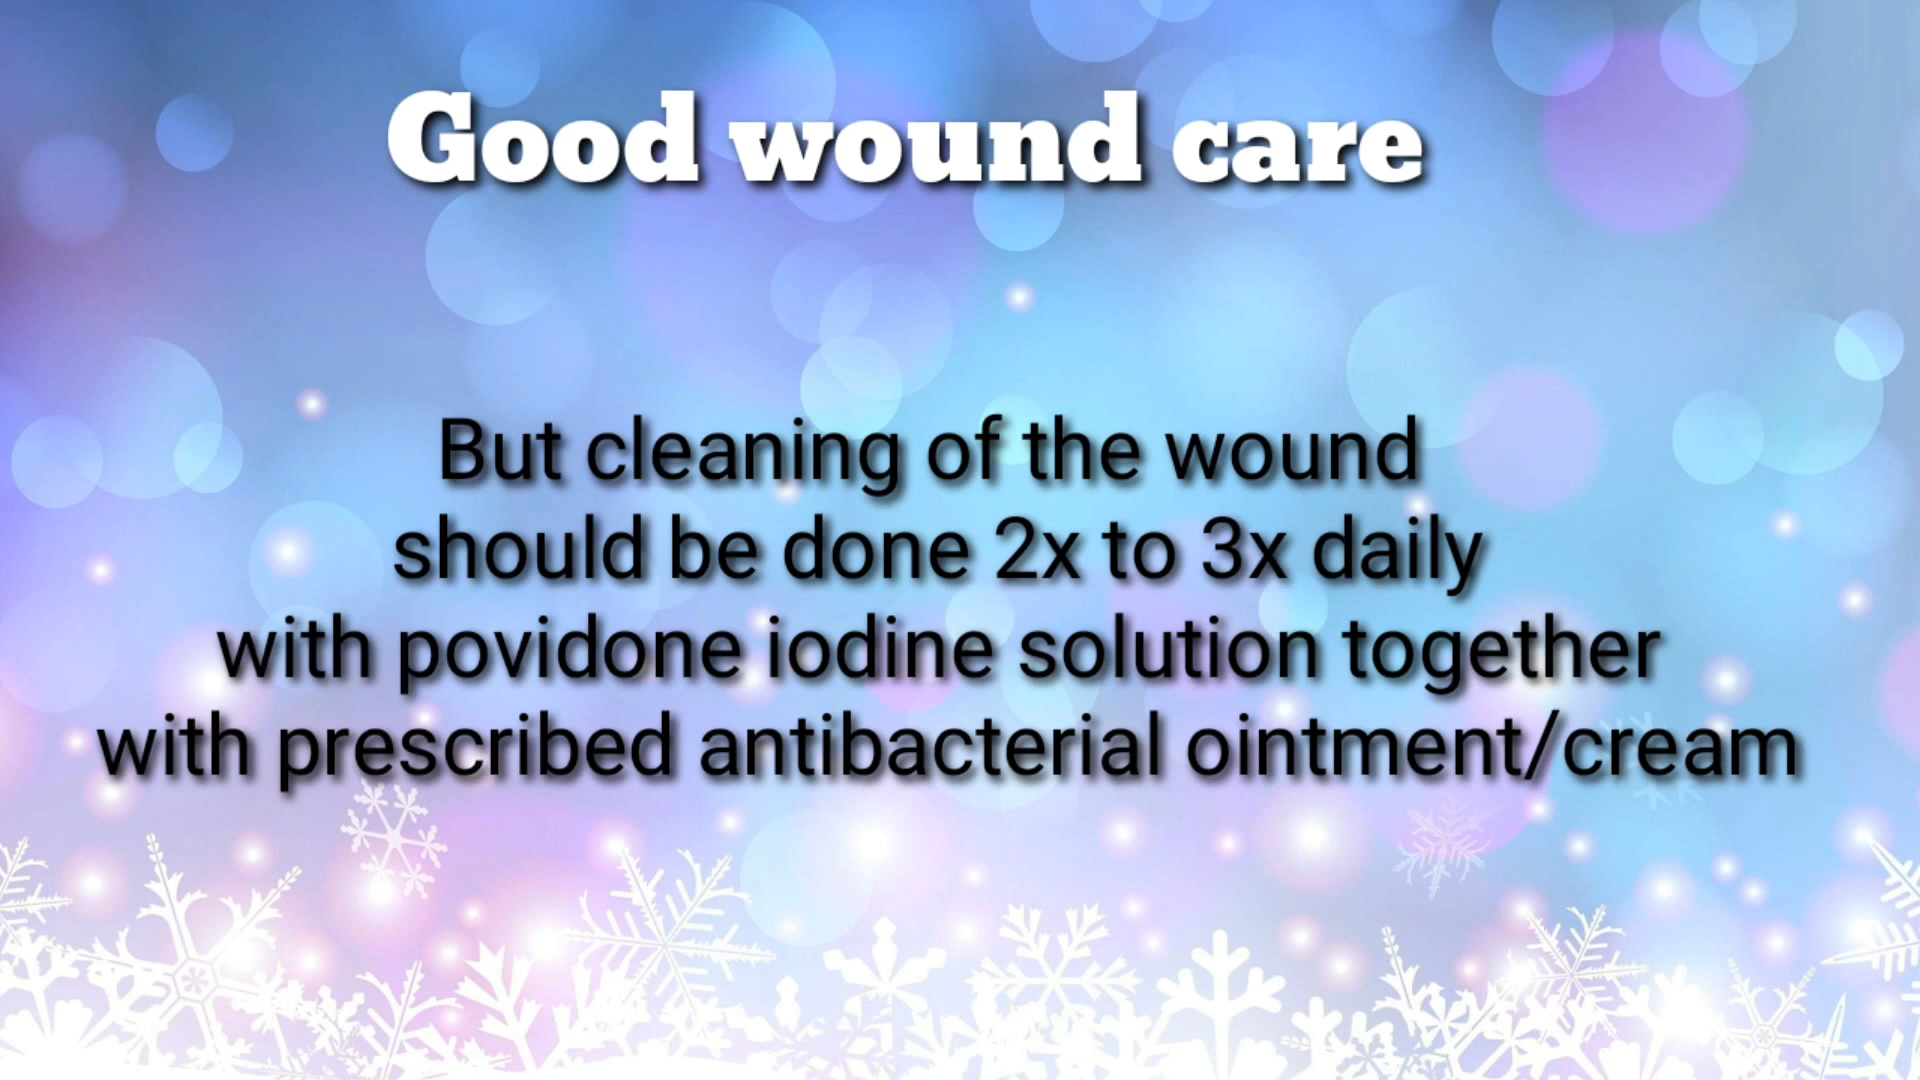 Good wound care
But cleaning of the wound
should be done 2x to 3x daily
with povidone iodine solution together
with prescribed antibacterial ointment/cream